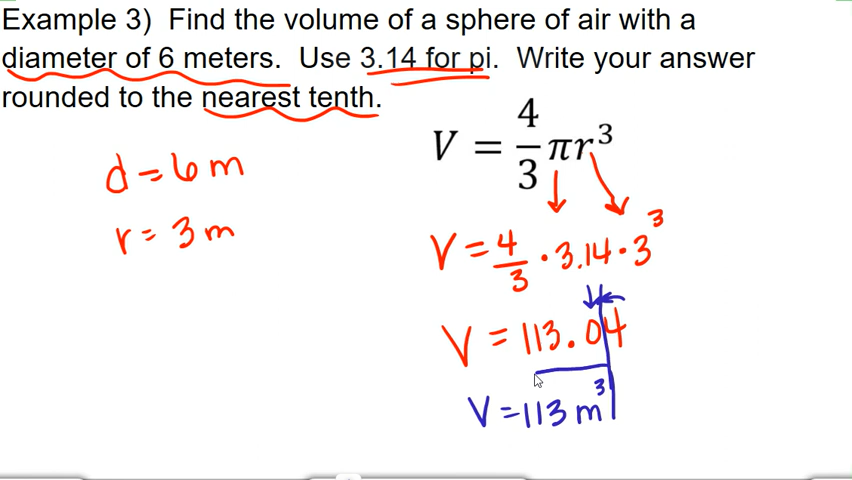 Example 3)  Find the volume of a sphere of air with a
diameter of 6 meters.  Use 3.14 for pi.  Write your answer
rounded to the nearest tenth.
V = 4/3 πr³
d = 6 m
r = 3 m
V = 4/3 · 3.14 · 3³
V = 113.04
V = 113 m³